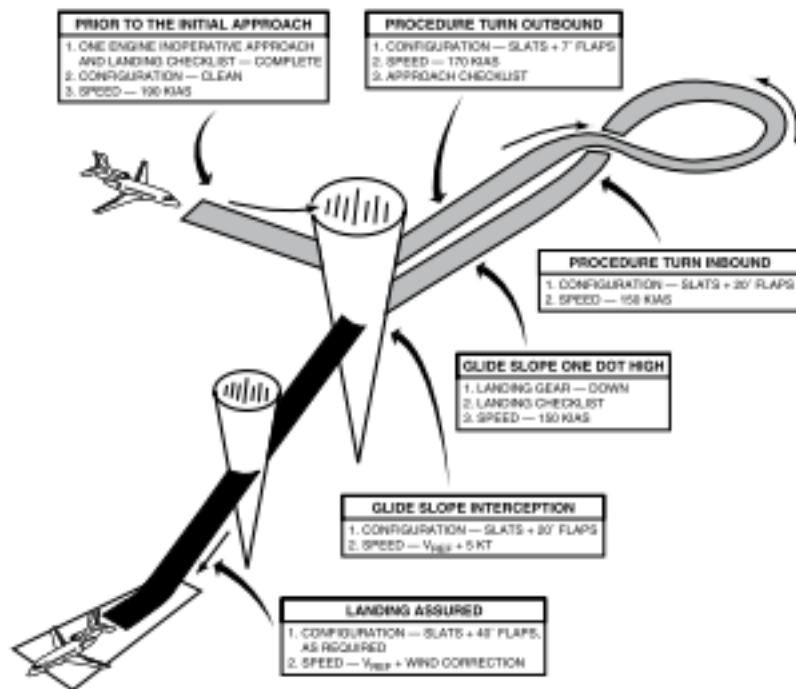 PRIOR TO THE INITIAL APPROACH
1. ONE ENGINE INOPERATIVE APPROACH
AND LANDING CHECKLIST — COMPLETE
2. CONFIGURATION — CLEAN
3. SPEED — 190 KIAS
PROCEDURE TURN OUTBOUND
1. CONFIGURATION — SLATS + 7° FLAPS
2. SPEED — 170 KIAS
3. APPROACH CHECKLIST
PROCEDURE TURN INBOUND
1. CONFIGURATION — SLATS + 20° FLAPS
2. SPEED — 150 KIAS
GLIDE SLOPE ONE DOT HIGH
1. LANDING GEAR — DOWN
2. LANDING CHECKLIST
3. SPEED — 150 KIAS
GLIDE SLOPE INTERCEPTION
1. CONFIGURATION — SLATS + 20° FLAPS
2. SPEED — VREF + 5 KT
LANDING ASSURED
1. CONFIGURATION — SLATS + 40° FLAPS,
AS REQUIRED
2. SPEED — VREF + WIND CORRECTION